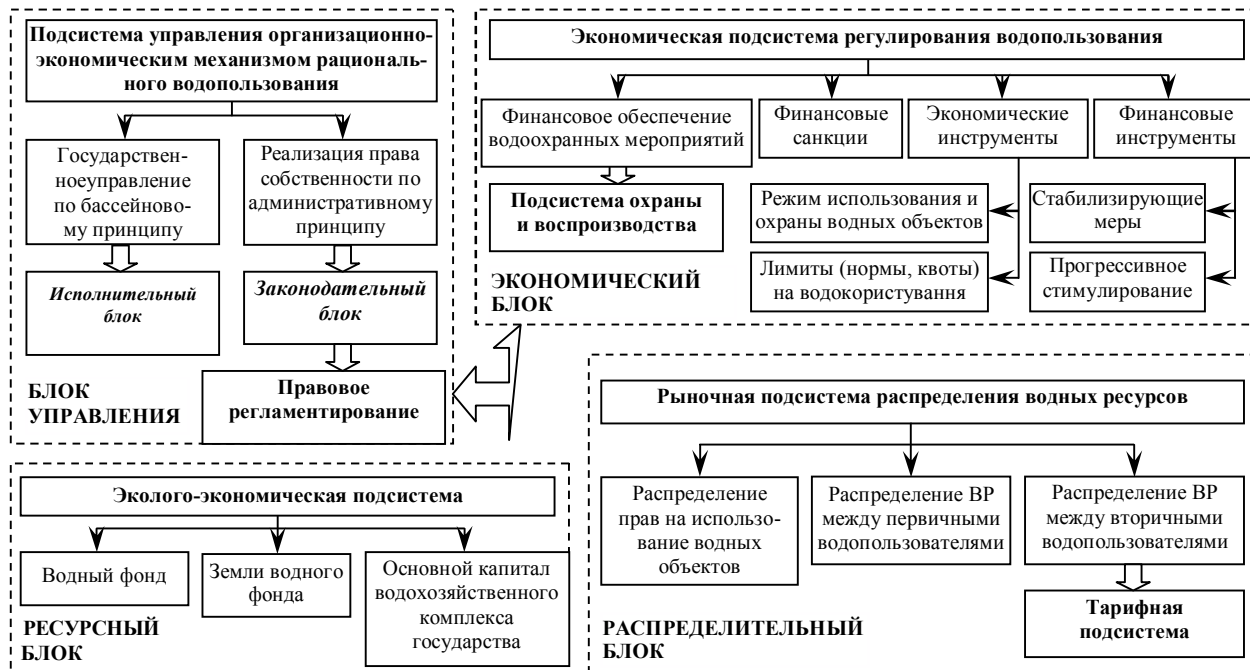 Подсистема управления организационно-
экономическим механизмом рациональ-
ного водопользования
Государствен-
ноеуправление
по бассейново-
му принципу
Реализация права
собственности по
административному
принципу
Исполнительный
блок
Законодательный
блок
Правовое
регламентирование
БЛОК
УПРАВЛЕНИЯ
Экономическая подсистема регулирования водопользования
Финансовое обеспечение
водоохранных мероприятий
Финансовые
санкции
Экономические
инструменты
Финансовые
инструменты
Подсистема охраны
и воспроизводства
Режим использования и
охраны водных объектов
Стабилизирующие
меры
Лимиты (нормы, квоты)
на водокористування
Прогрессивное
стимулирование
ЭКОНОМИЧЕСКИЙ
БЛОК
Эколого-экономическая подсистема
Водный фонд
Земли водного
фонда
Основной капитал
водохозяйственного
комплекса
государства
РЕСУРСНЫЙ
БЛОК
Рыночная подсистема распределения водных ресурсов
Распределение
прав на использо-
вание водных
объектов
Распределение ВР
между первичными
водопользователями
Распределение ВР
между вторичными
водопользователями
Тарифная
подсистема
РАСПРЕДЕЛИТЕЛЬНЫЙ
БЛОК